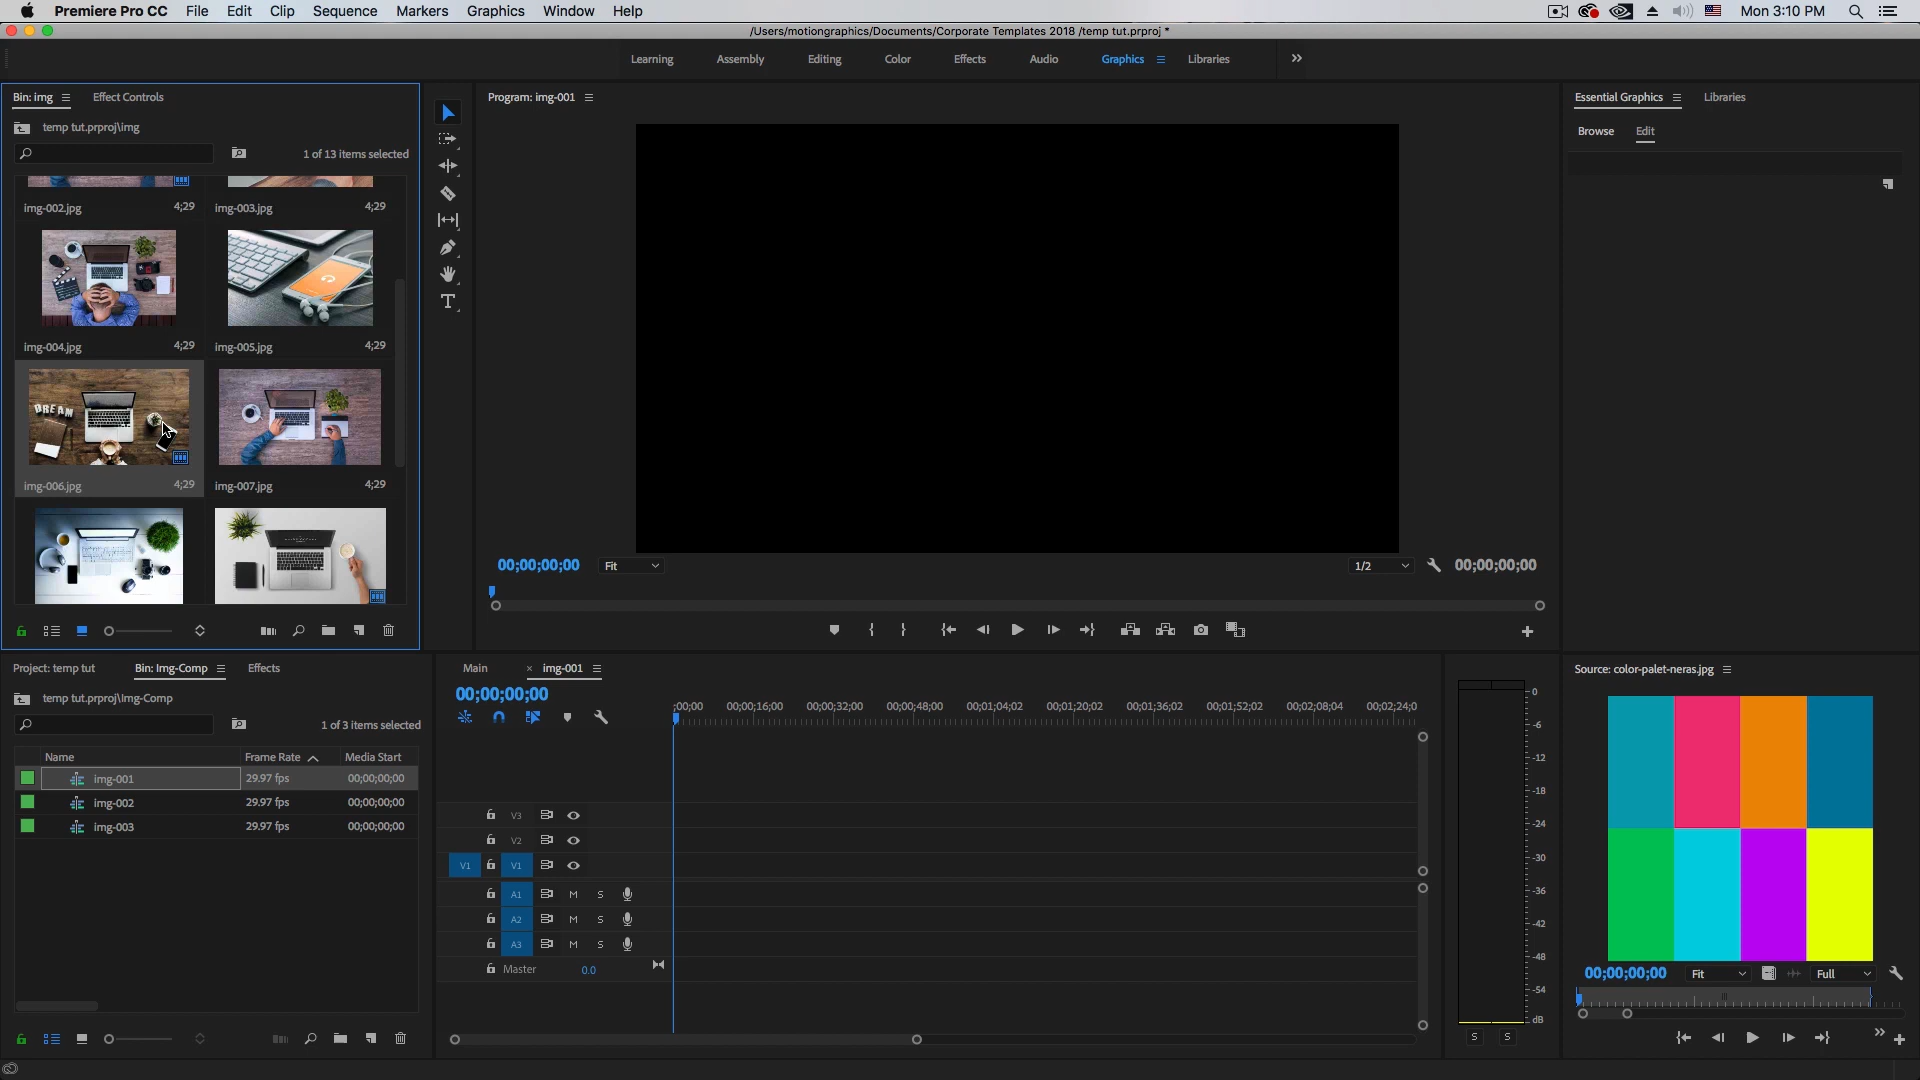 Premiere Pro CC File Edit Clip Sequence Markers Graphics Window Help Mon 3:10 PM
/Users/motiongraphics/Documents/Corporate Templates 2018 /temp tut.prproj *
Learning Assembly Editing Color Effects Audio Graphics Libraries
Bin: img Effect Controls
temp tut.prproj\img
1 of 13 items selected
img-002.jpg 4;29
img-003.jpg 4;29
img-004.jpg 4;29
img-005.jpg 4;29
DREAM
img-006.jpg 4;29
img-007.jpg 4;29
Program: img-001
00;00;00;00 Fit 1/2 00;00;00;00
Essential Graphics Libraries
Browse Edit
Project: temp tut Bin: Img-Comp Effects
temp tut.prproj\Img-Comp
1 of 3 items selected
Name Frame Rate Media Start
img-001 29.97 fps 00;00;00;00
img-002 29.97 fps 00;00;00;00
img-003 29.97 fps 00;00;00;00
Main × img-001
00;00;00;00
;00;00 00;00;16;00 00;00;32;00 00;00;48;00 00;01;04;02 00;01;20;02 00;01;36;02 00;01;52;02 00;02;08;04 00;02;24;0
V3
V2
V1 V1
A1 M S
A2 M S
A3 M S
Master 0.0
0
-6
-12
-18
-24
-30
-36
-42
-48
-54
dB
S S
Source: color-palet-neras.jpg
00;00;00;00 Fit Full